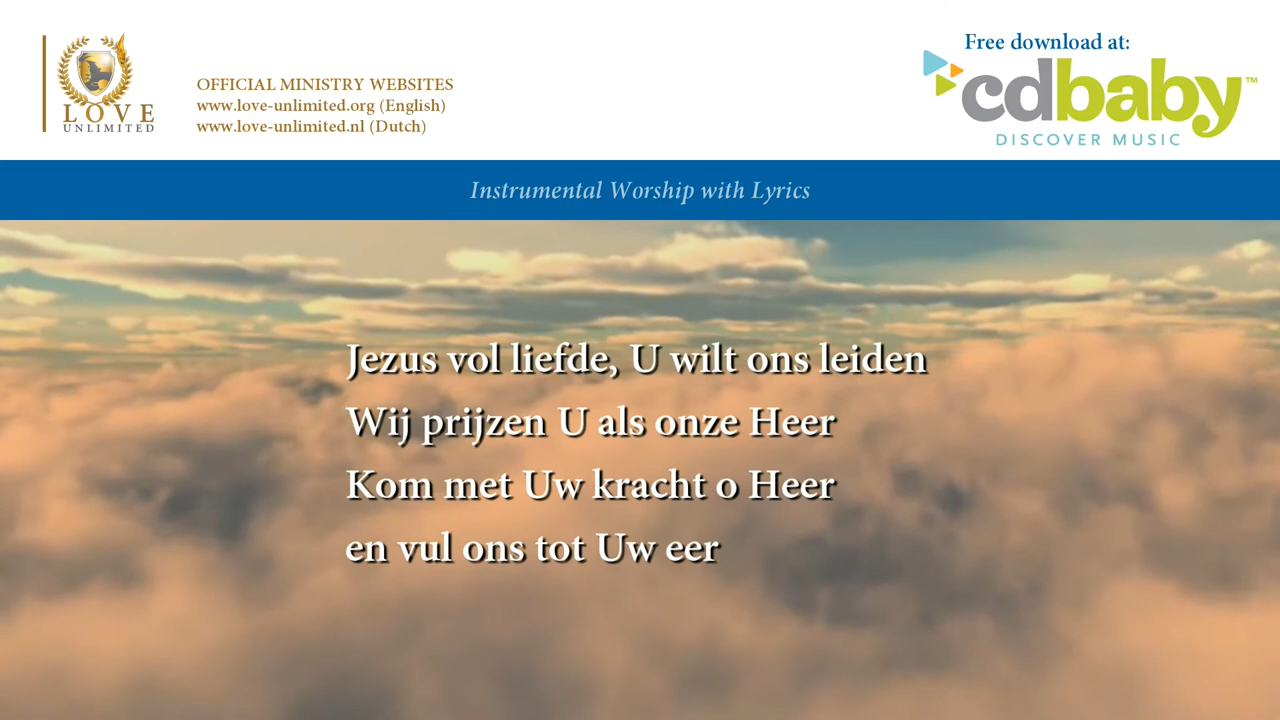 LOVE
UNLIMITED
OFFICIAL MINISTRY WEBSITES
www.love-unlimited.org (English)
www.love-unlimited.nl (Dutch)
Free download at:
cdbaby™
DISCOVER MUSIC
Instrumental Worship with Lyrics
Jezus vol liefde, U wilt ons leiden
Wij prijzen U als onze Heer
Kom met Uw kracht o Heer
en vul ons tot Uw eer